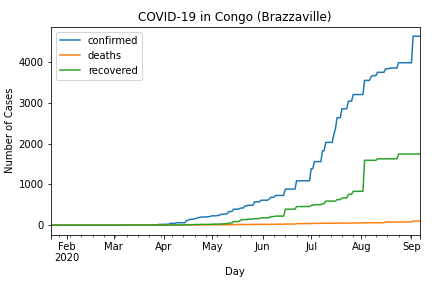 COVID-19 in Congo (Brazzaville)
confirmed
deaths
recovered
Number of Cases
4000
3000
2000
1000
0
Feb Mar Apr May Jun Jul Aug Sep
2020
Day